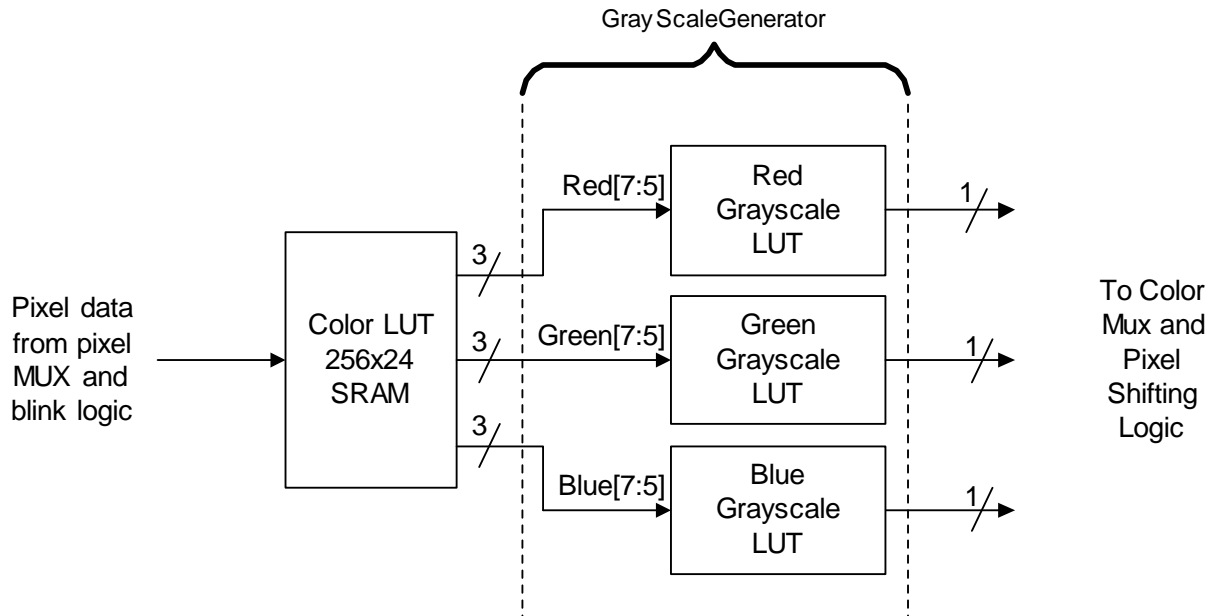 Gray ScaleGenerator
Pixel data
from pixel
MUX and
blink logic
Color LUT
256x24
SRAM
3
3
3
Red[7:5]
Green[7:5]
Blue[7:5]
Red
Grayscale
LUT
Green
Grayscale
LUT
Blue
Grayscale
LUT
1
1
1
To Color
Mux and
Pixel
Shifting
Logic